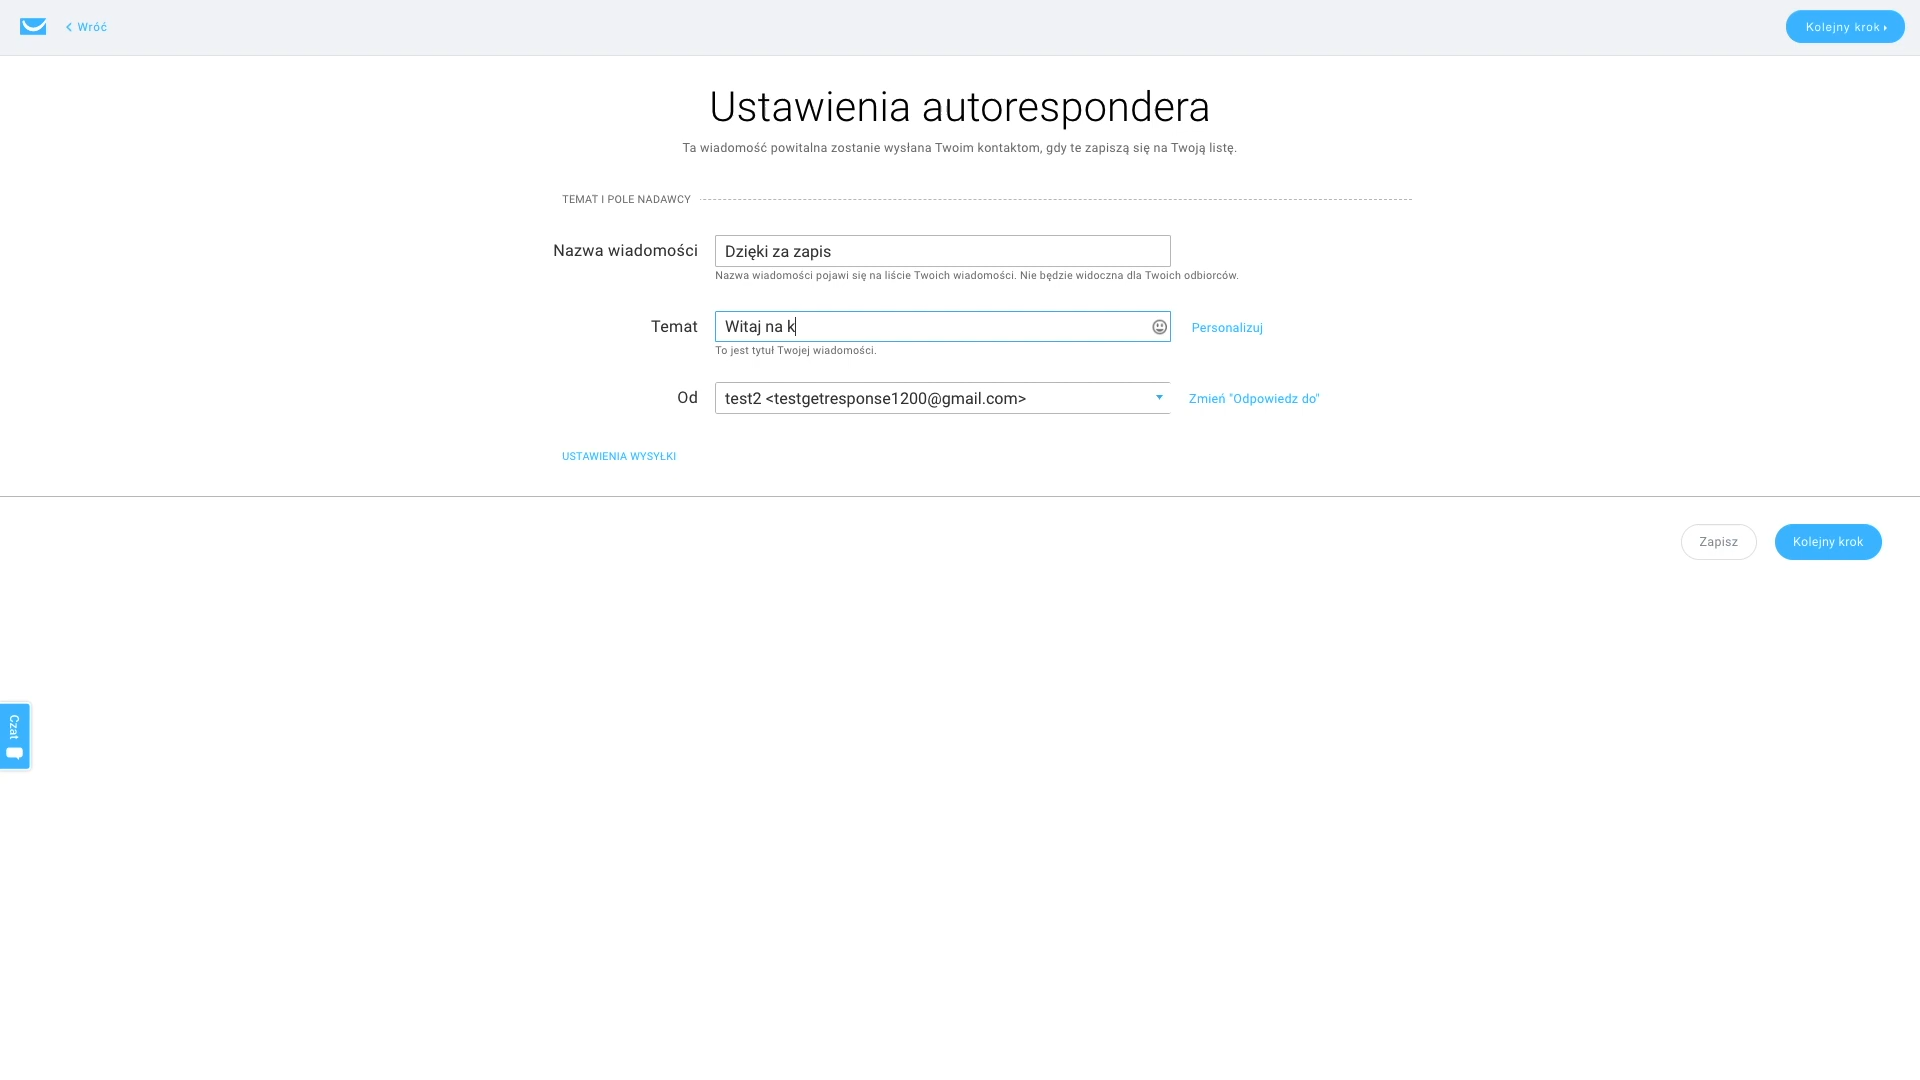 Wróć
Kolejny krok
Ustawienia autorespondera
Ta wiadomość powitalna zostanie wysłana Twoim kontaktom, gdy te zapiszą się na Twoją listę.
TEMAT I POLE NADAWCY
Nazwa wiadomości Dzięki za zapis
Nazwa wiadomości pojawi się na liście Twoich wiadomości. Nie będzie widoczna dla Twoich odbiorców.
Temat Witaj na k Personalizuj
To jest tytuł Twojej wiadomości.
Od test2 <testgetresponse1200@gmail.com> Zmień "Odpowiedz do"
USTAWIENIA WYSYŁKI
Zapisz Kolejny krok
Czat